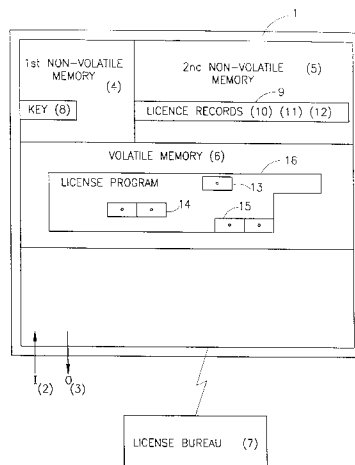 1
1st NON-VOLATILE
MEMORY
(4)
2nc NON-VOLATILE (5)
MEMORY
9
KEY (8)
LICENCE RECORDS (10) (11) (12)
VOLATILE MEMORY (6)
16
LICENSE PROGRAM
13
14
15
I
(2)
O
(3)
LICENSE BUREAU (7)